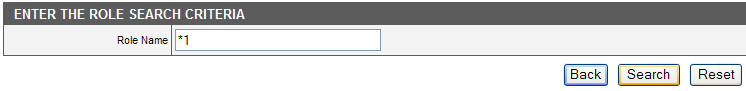 ENTER THE ROLE SEARCH CRITERIA
Role Name *1
Back Search Reset